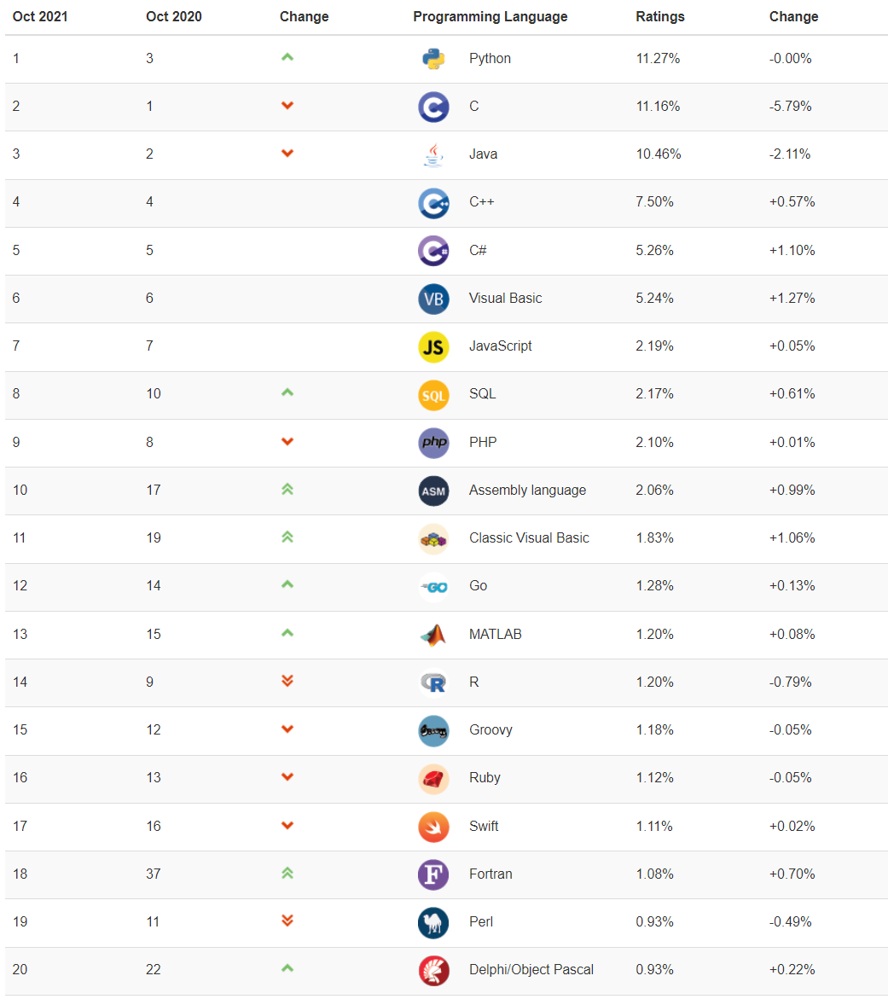 Oct 2021 Oct 2020 Change Programming Language Ratings Change
1 3 Python 11.27% -0.00%
2 1 C C 11.16% -5.79%
3 2 Java Java 10.46% -2.11%
4 4 C++ C++ 7.50% +0.57%
5 5 C# C# 5.26% +1.10%
6 6 VB Visual Basic 5.24% +1.27%
7 7 JS JavaScript 2.19% +0.05%
8 10 SQL SQL 2.17% +0.61%
9 8 php PHP 2.10% +0.01%
10 17 ASM Assembly language 2.06% +0.99%
11 19 Classic Visual Basic 1.83% +1.06%
12 14 GO Go 1.28% +0.13%
13 15 MATLAB 1.20% +0.08%
14 9 R R 1.20% -0.79%
15 12 Groovy 1.18% -0.05%
16 13 Ruby 1.12% -0.05%
17 16 Swift 1.11% +0.02%
18 37 F Fortran 1.08% +0.70%
19 11 Perl 0.93% -0.49%
20 22 Delphi/Object Pascal 0.93% +0.22%